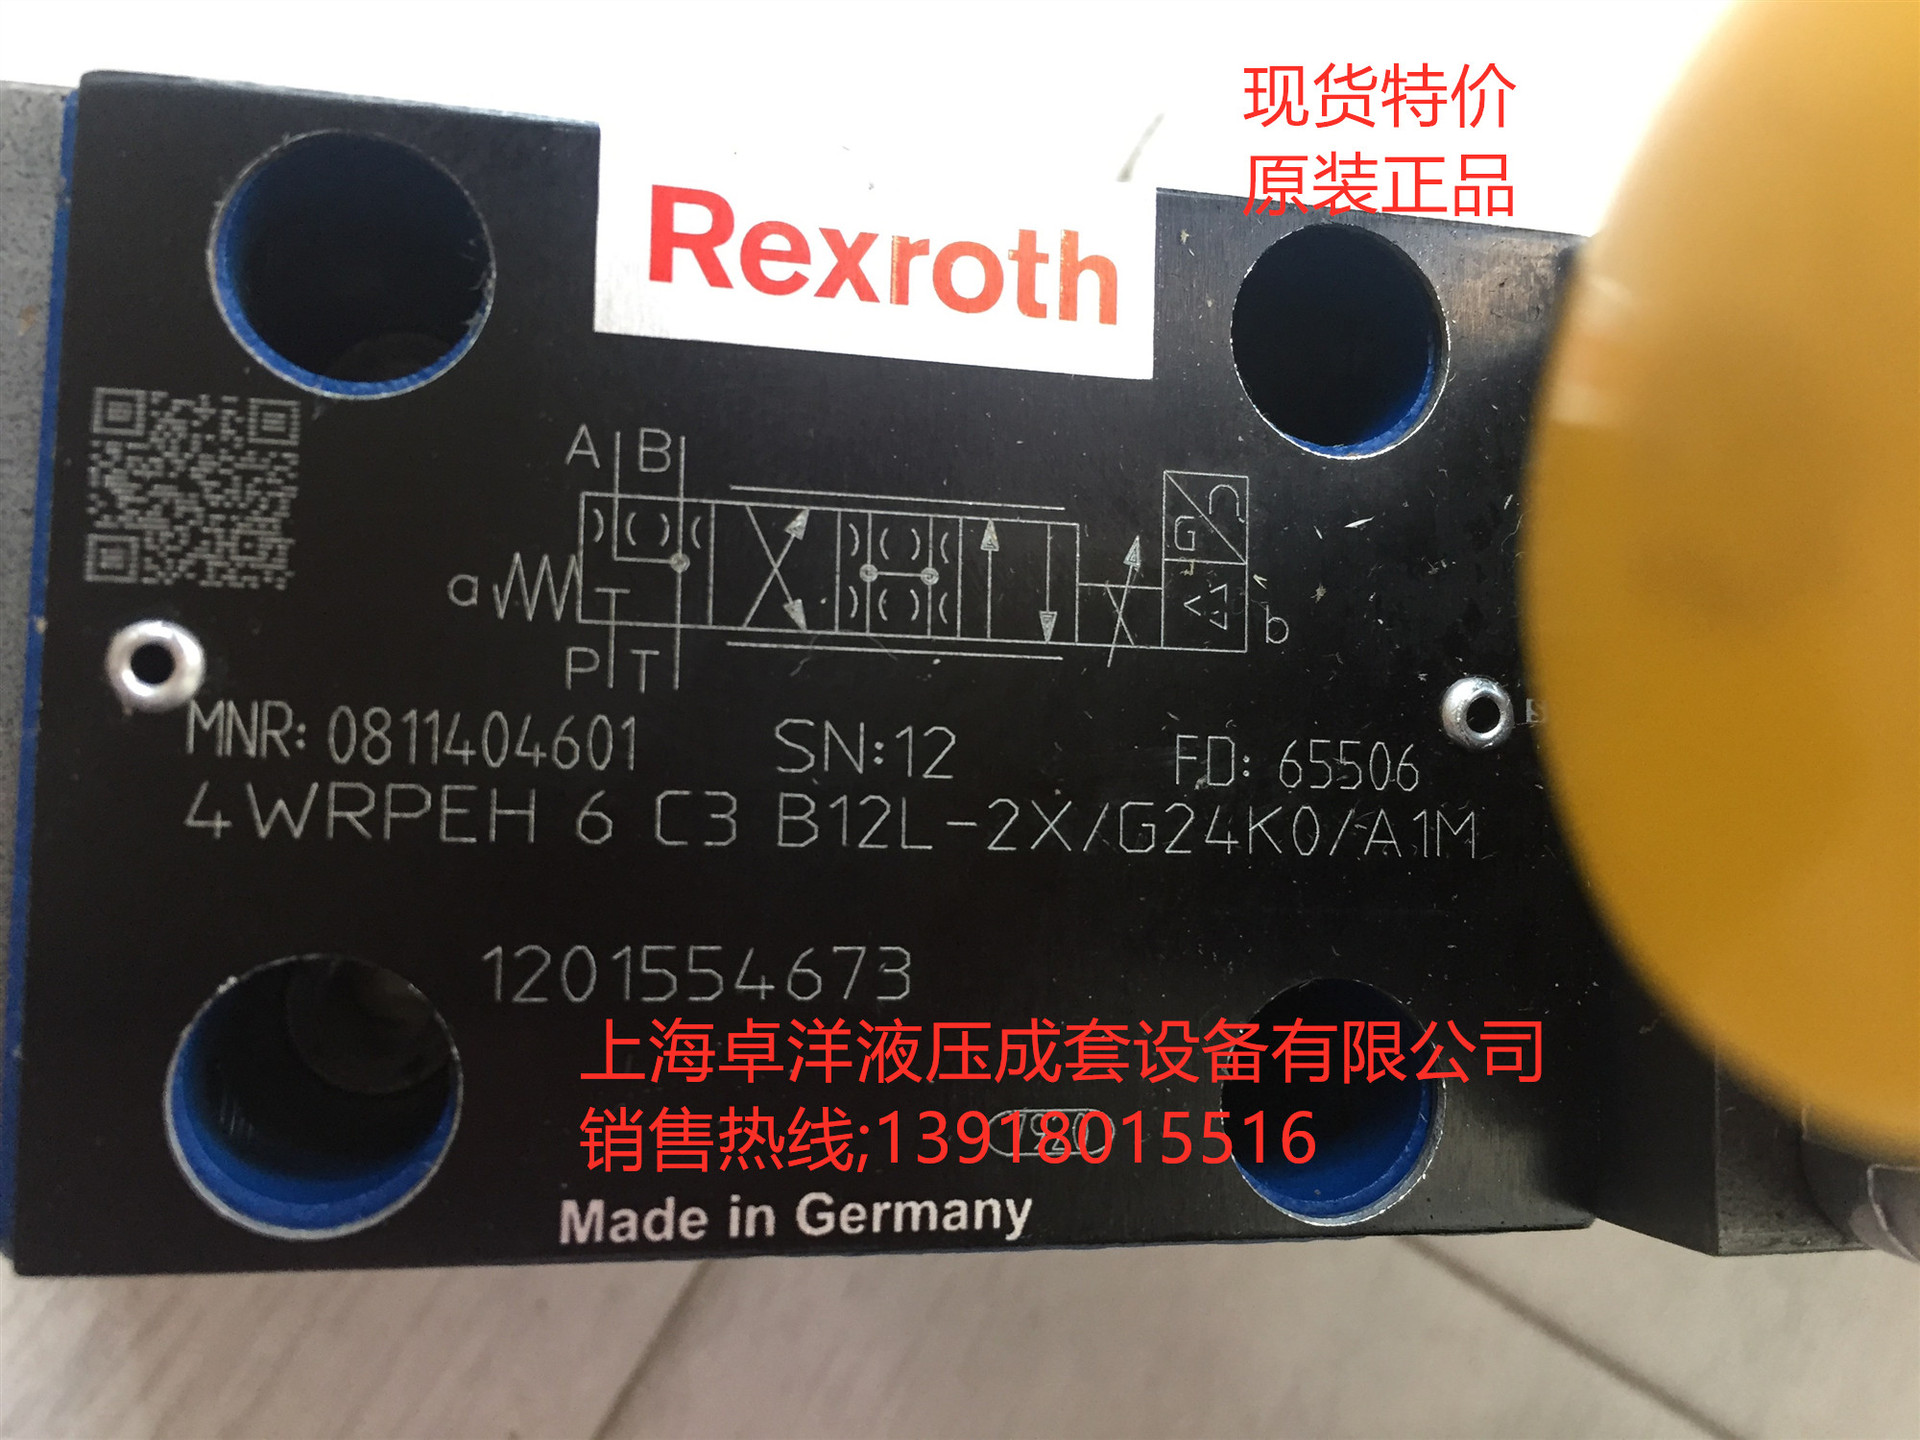 现货特价
原装正品
Rexroth
A B
a
b
P T
MNR: 0811404601 SN:12 FD: 65506
4WRPEH 6 C3 B12L-2X/G24K0/A1M
1201554673
上海卓洋液压成套设备有限公司
销售热线;13918015516
Made in Germany